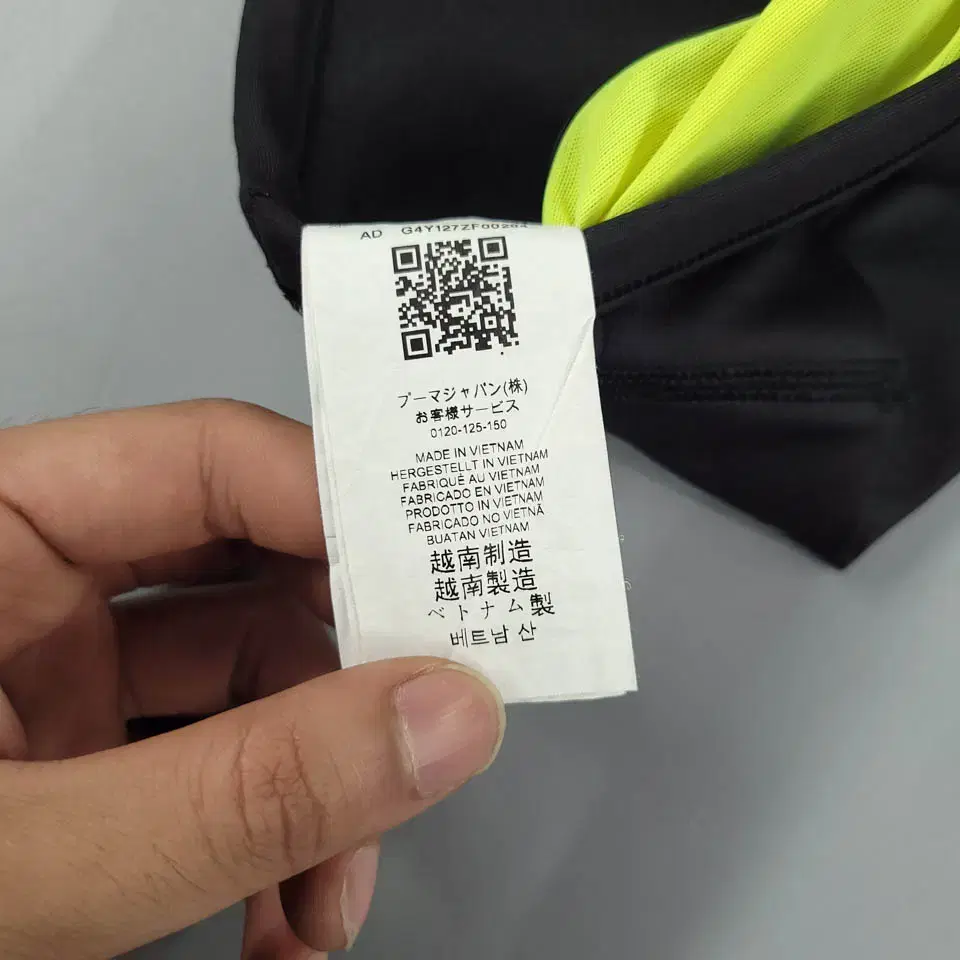 AD G4Y127ZF00284
プーマジャパン(株)
お客様サービス
0120-125-150
MADE IN VIETNAM
HERGESTELLT IN VIETNAM
FABRIQUÉ AU VIETNAM
FABRICADO EN VIETNAM
PRODOTTO IN VIETNAM
FABRICADO NO VIETNÃ
BUATAN VIETNAM
越南制造
越南製造
ベトナム製
베트남 산